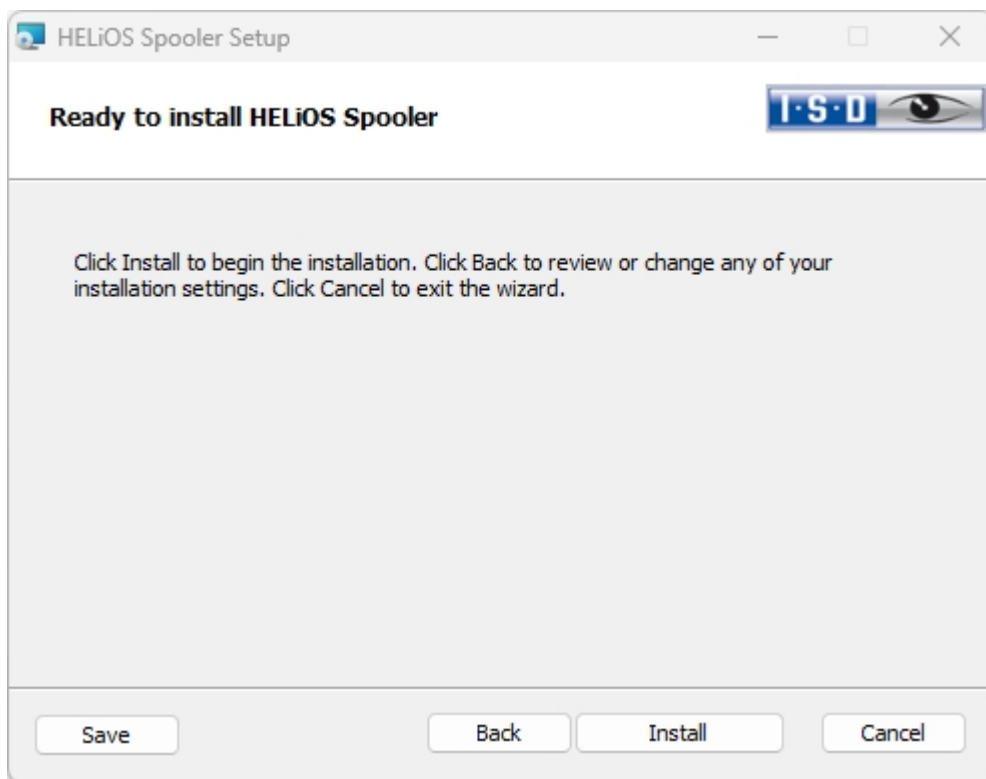 HELiOS Spooler Setup
Ready to install HELiOS Spooler
I·S·D
Click Install to begin the installation. Click Back to review or change any of your
installation settings. Click Cancel to exit the wizard.
Save
Back
Install
Cancel